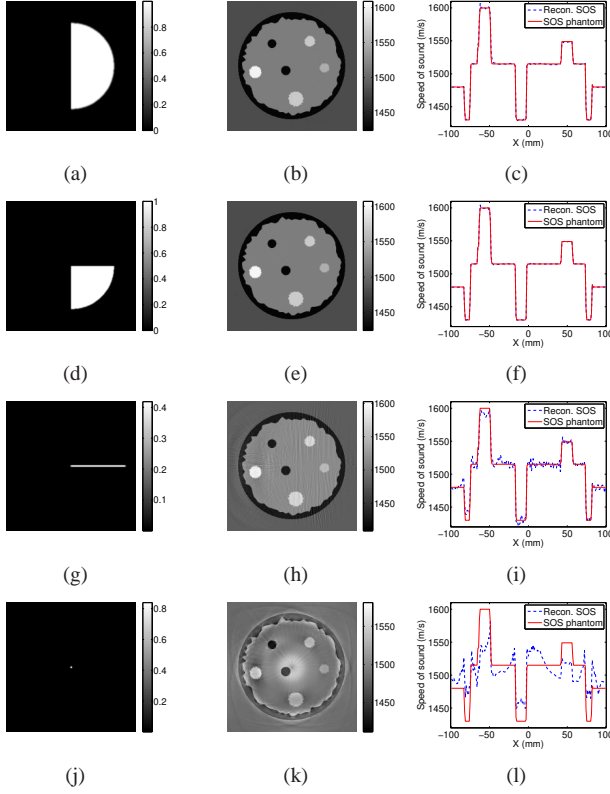 0.8
0.6
0.4
0.2
0
(a)
1600
1550
1500
1450
(b)
Speed of sound (m/s)
1600
1550
1500
1450
Recon. SOS
SOS phantom
−100 −50 0 50 100
X (mm)
(c)
1
0.8
0.6
0.4
0.2
0
(d)
1600
1550
1500
1450
(e)
Speed of sound (m/s)
1600
1550
1500
1450
Recon. SOS
SOS phantom
−100 −50 0 50 100
X (mm)
(f)
0.4
0.3
0.2
0.1
(g)
1600
1550
1500
1450
(h)
Speed of sound (m/s)
1600
1550
1500
1450
Recon. SOS
SOS phantom
−100 −50 0 50 100
X (mm)
(i)
0.8
0.6
0.4
0.2
(j)
1550
1500
1450
(k)
Speed of sound (m/s)
1600
1550
1500
1450
Recon. SOS
SOS phantom
−100 −50 0 50 100
X (mm)
(l)